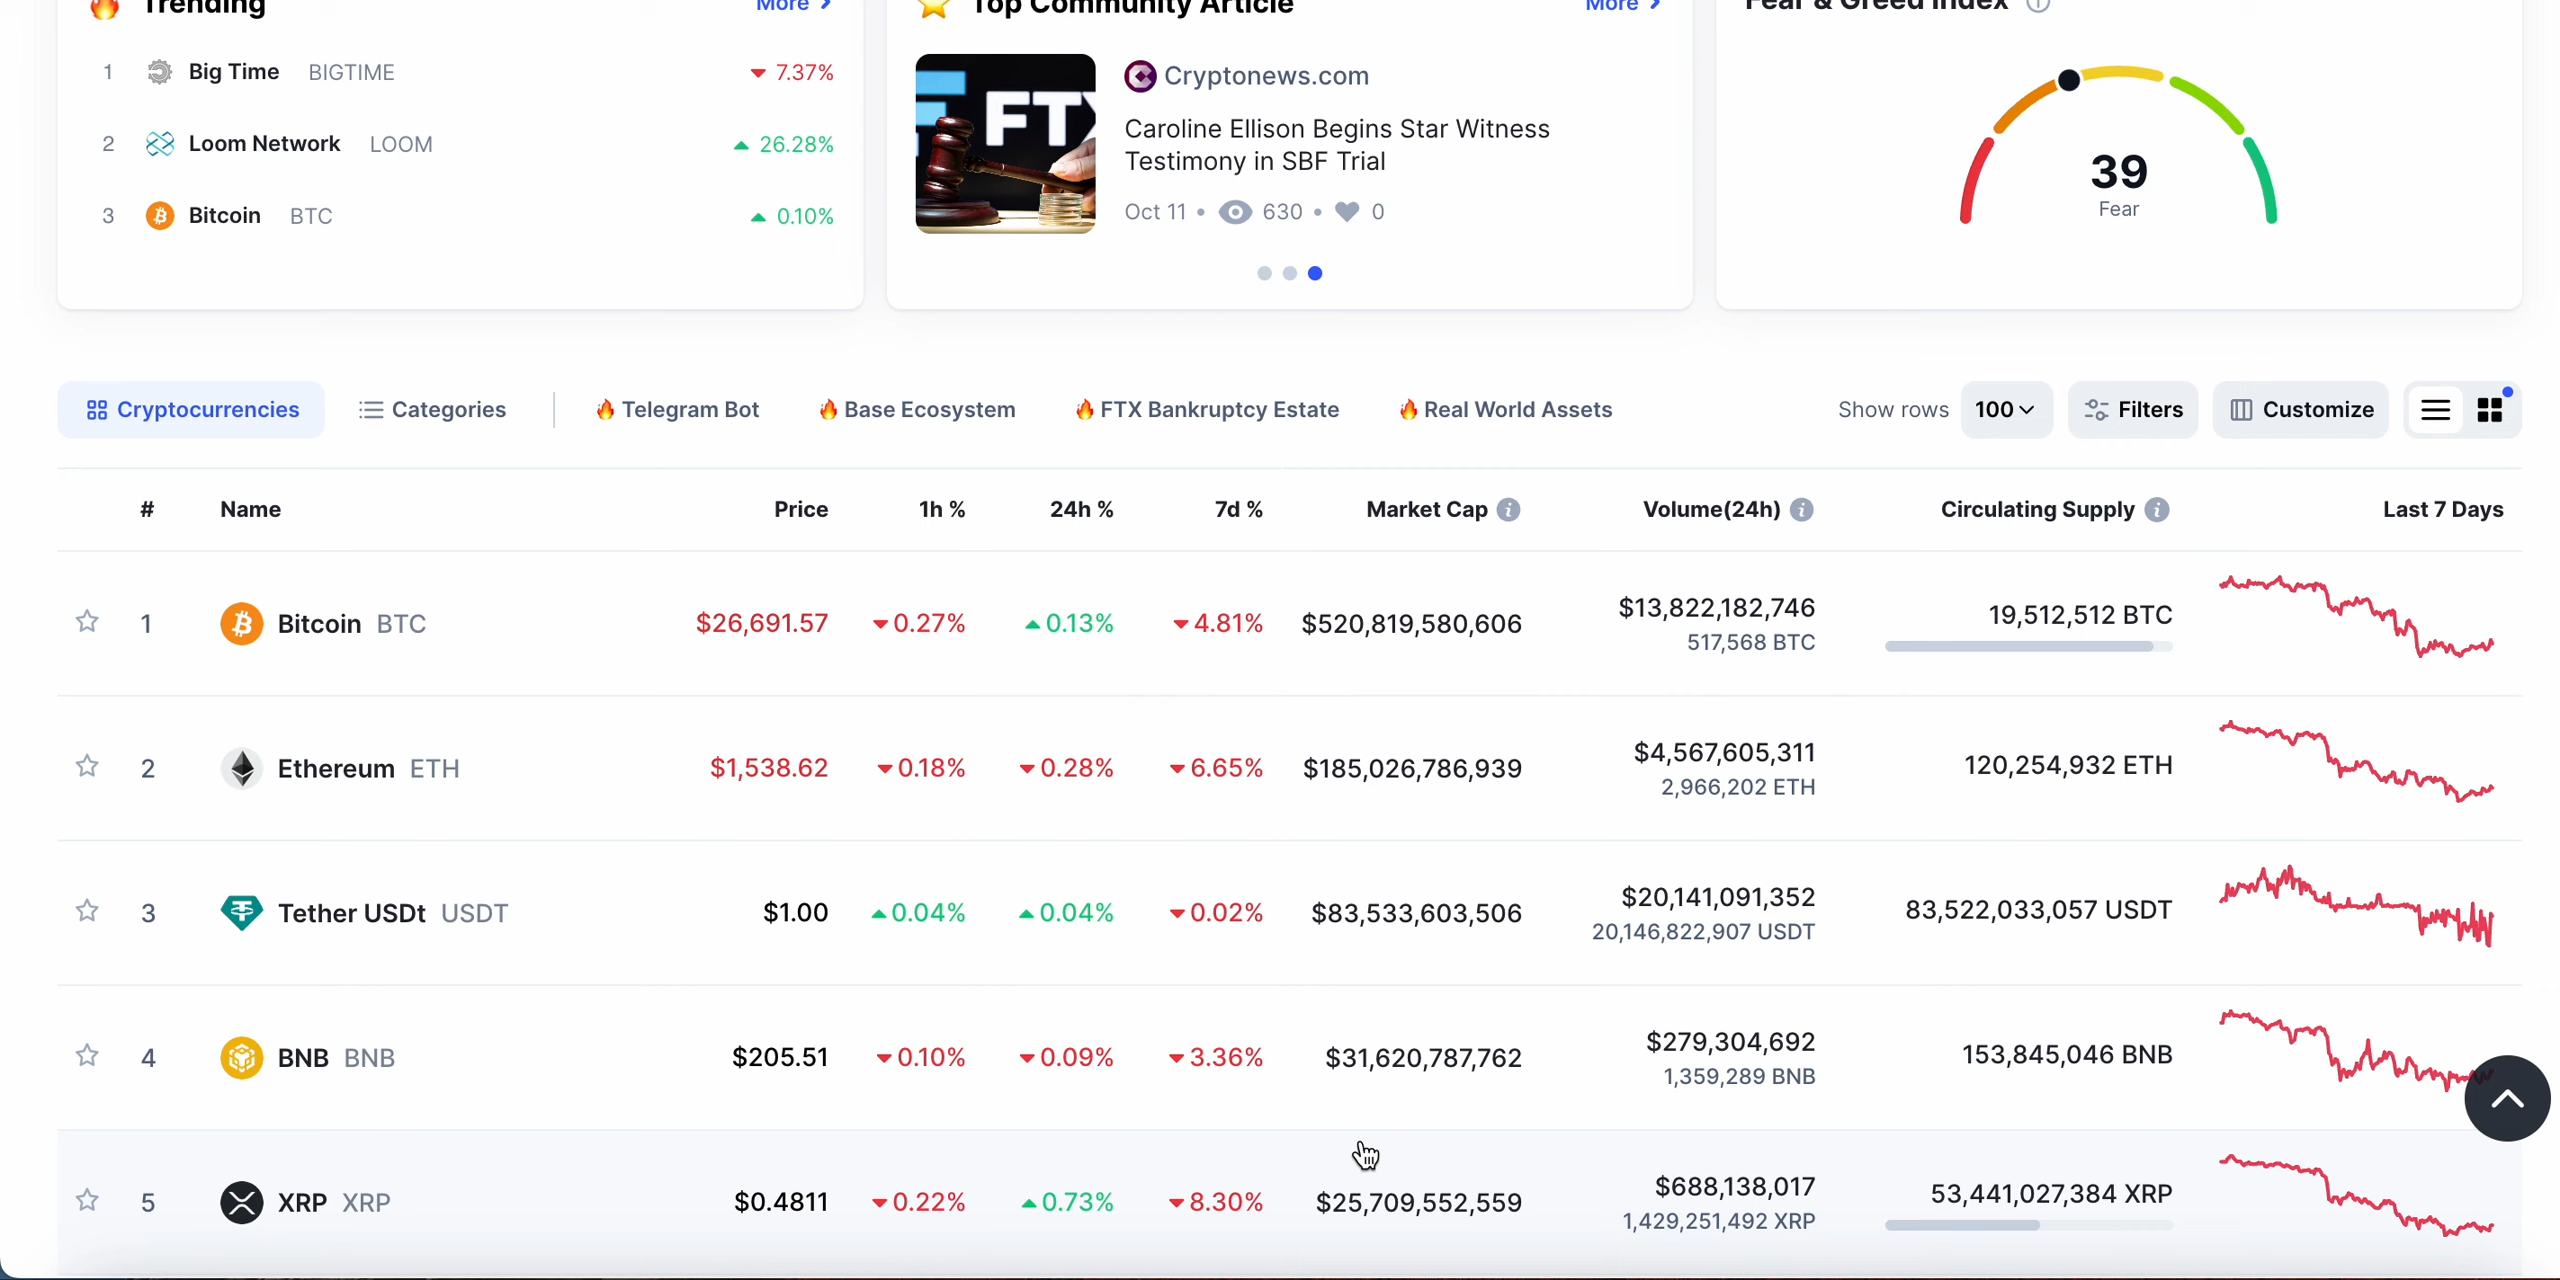 Trending More
Top Community Article More
Fear & Greed Index
1 Big Time BIGTIME 7.37%
2 Loom Network LOOM 26.28%
3 Bitcoin BTC 0.10%
FTX
Cryptonews.com
Caroline Ellison Begins Star Witness
Testimony in SBF Trial
Oct 11 • 630 • 0
39
Fear
Cryptocurrencies Categories Telegram Bot Base Ecosystem FTX Bankruptcy Estate Real World Assets Show rows 100 Filters Customize
# Name Price 1h % 24h % 7d % Market Cap Volume(24h) Circulating Supply Last 7 Days
1 Bitcoin BTC $26,691.57 0.27% 0.13% 4.81% $520,819,580,606 $13,822,182,746 19,512,512 BTC
517,568 BTC
2 Ethereum ETH $1,538.62 0.18% 0.28% 6.65% $185,026,786,939 $4,567,605,311 120,254,932 ETH
2,966,202 ETH
3 Tether USDt USDT $1.00 0.04% 0.04% 0.02% $83,533,603,506 $20,141,091,352 83,522,033,057 USDT
20,146,822,907 USDT
4 BNB BNB $205.51 0.10% 0.09% 3.36% $31,620,787,762 $279,304,692 153,845,046 BNB
1,359,289 BNB
5 XRP XRP $0.4811 0.22% 0.73% 8.30% $25,709,552,559 $688,138,017 53,441,027,384 XRP
1,429,251,492 XRP